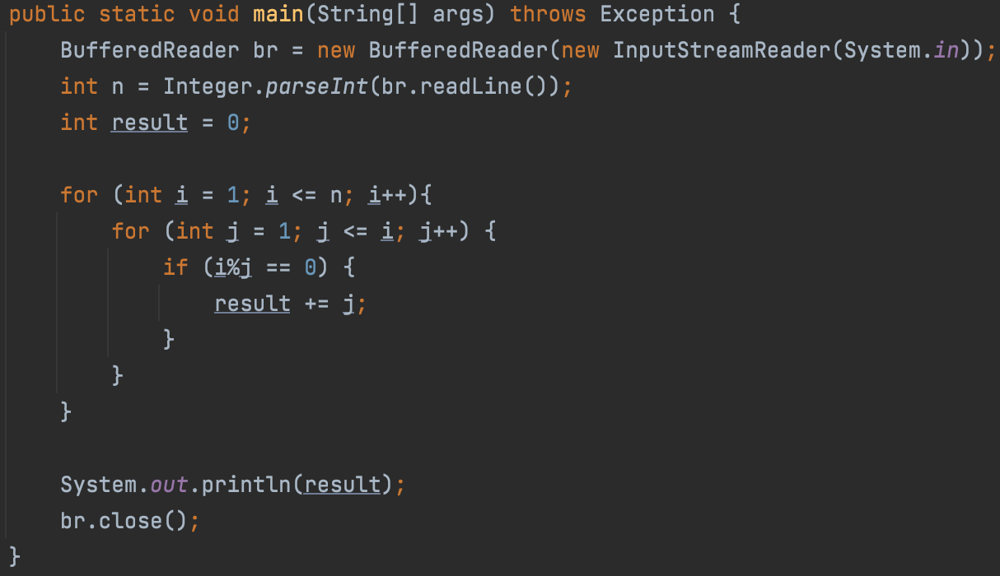 public static void main(String[] args) throws Exception {
    BufferedReader br = new BufferedReader(new InputStreamReader(System.in));
    int n = Integer.parseInt(br.readLine());
    int result = 0;

    for (int i = 1; i <= n; i++){
        for (int j = 1; j <= i; j++) {
            if (i%j == 0) {
                result += j;
            }
        }
    }

    System.out.println(result);
    br.close();
}